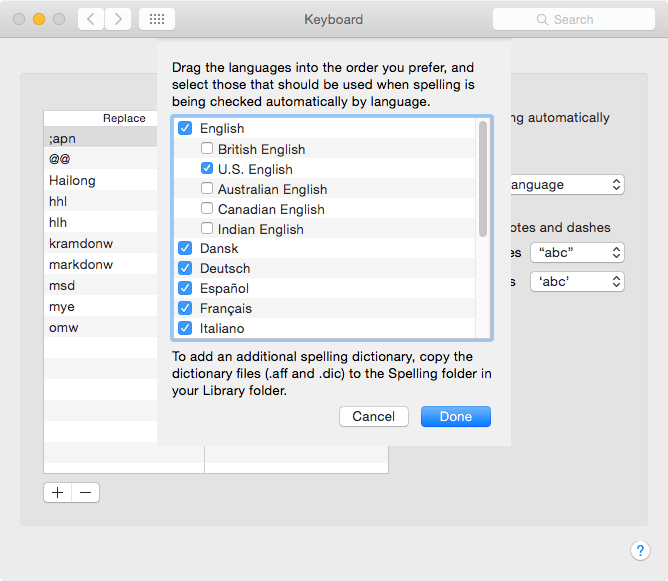 Keyboard
Search
Drag the languages into the order you prefer, and
select those that should be used when spelling is
being checked automatically by language.
English
British English
U.S. English
Australian English
Canadian English
Indian English
Dansk
Deutsch
Español
Français
Italiano
To add an additional spelling dictionary, copy the
dictionary files (.aff and .dic) to the Spelling folder in
your Library folder.
Cancel
Done
Replace
;apn
@@
Hailong
hhl
hlh
kramdonw
markdonw
msd
mye
omw
+
−
ng automatically
anguage
otes and dashes
es
“abc”
s
‘abc’
?